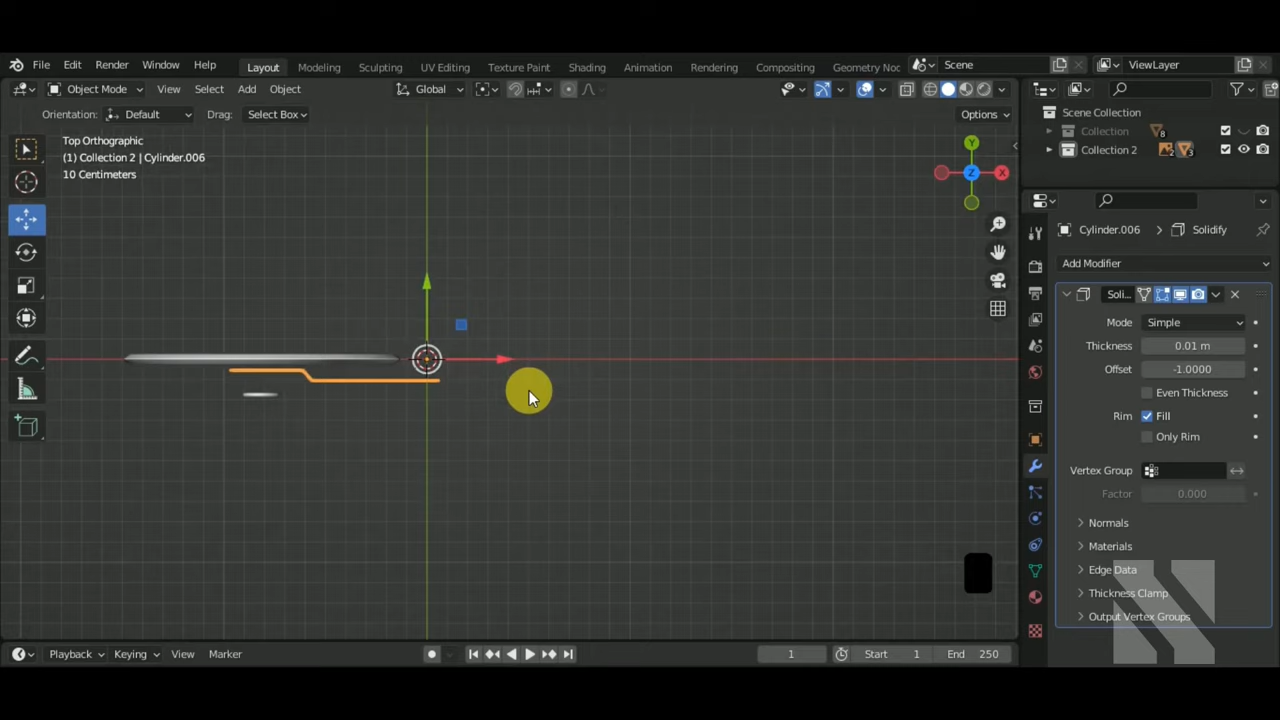 File Edit Render Window Help Layout Modeling Sculpting UV Editing Texture Paint Shading Animation Rendering Compositing Geometry Noc Scene ViewLayer
Object Mode View Select Add Object Global
Orientation: Default Drag: Select Box Options
Top Orthographic
(1) Collection 2 | Cylinder.006
10 Centimeters
Y
Z X
Scene Collection
Collection 8
Collection 2 2 3
Cylinder.006 > Solidify
Add Modifier
Soli...
Mode Simple
Thickness 0.01 m
Offset -1.0000
Even Thickness
Rim Fill
Only Rim
Vertex Group
Factor 0.000
Normals
Materials
Edge Data
Thickness Clamp
Output Vertex Groups
Playback Keying View Marker 1 Start 1 End 250